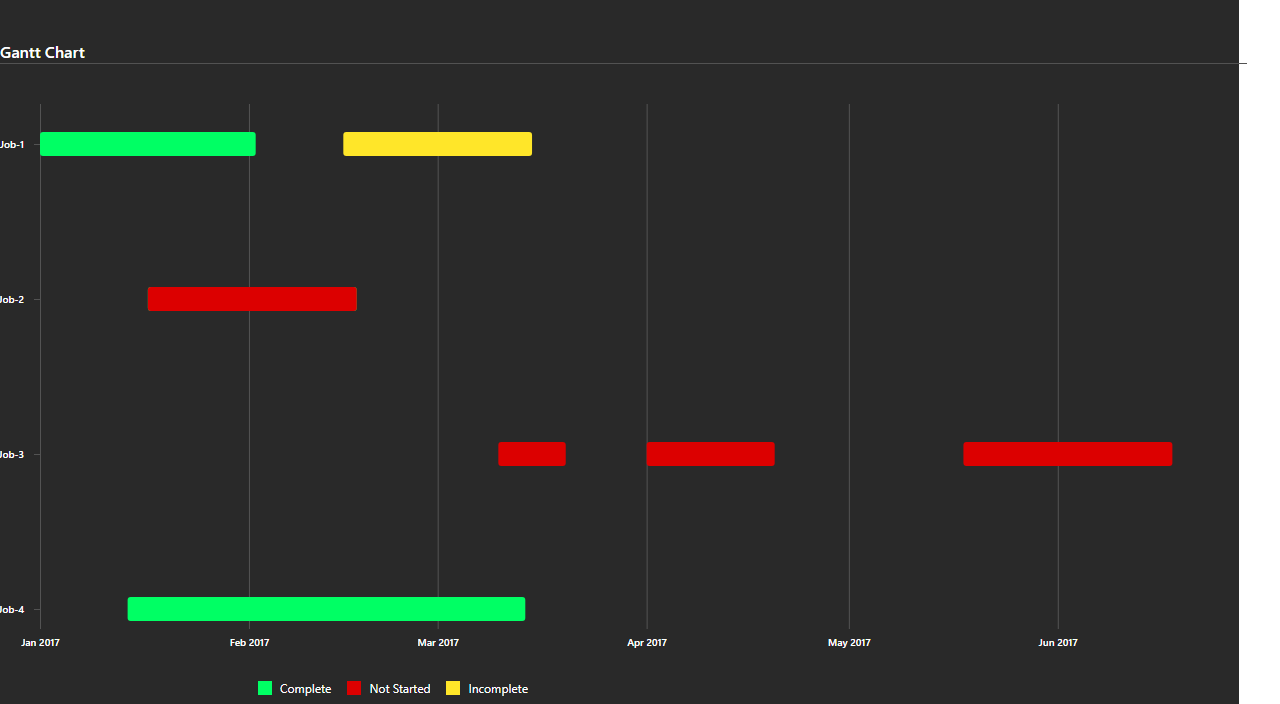 Gantt Chart
Job-1
Job-2
Job-3
Job-4
Jan 2017 Feb 2017 Mar 2017 Apr 2017 May 2017 Jun 2017
Complete Not Started Incomplete